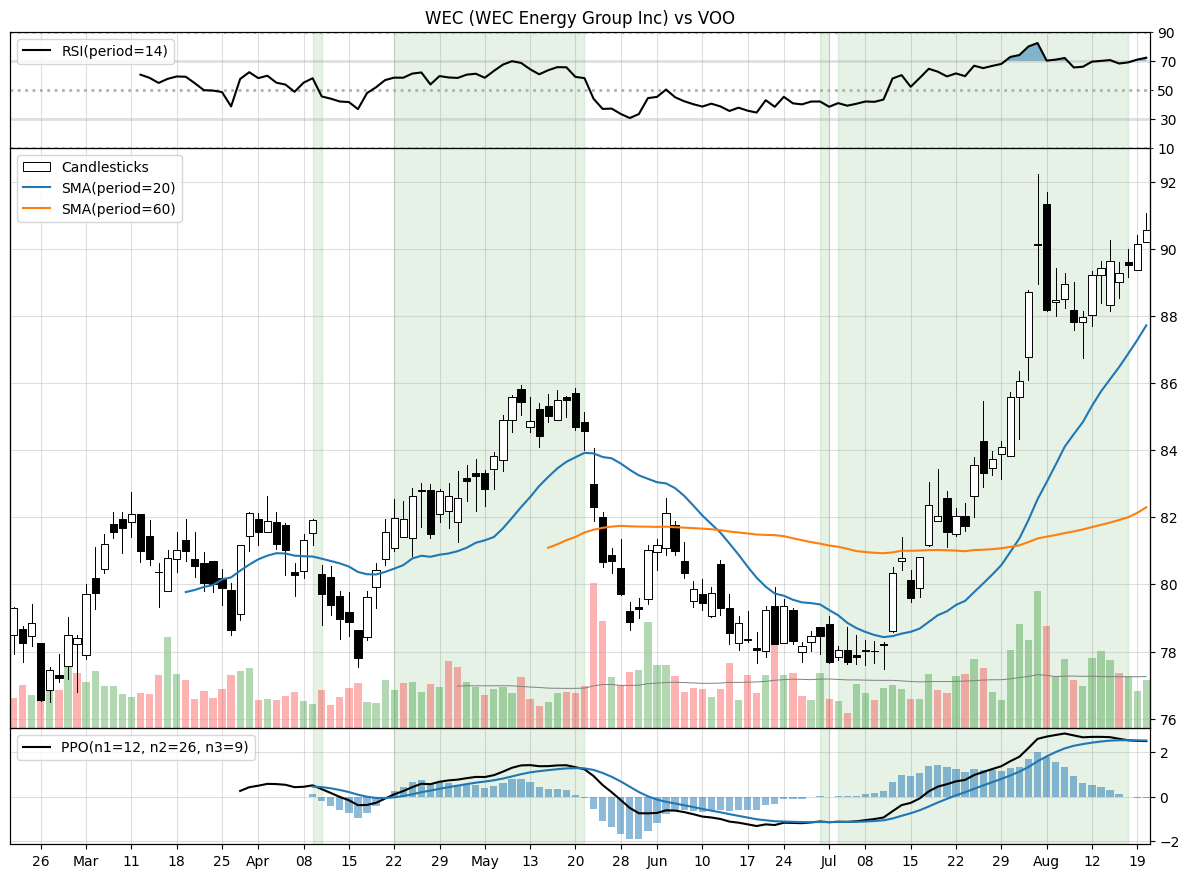 WEC (WEC Energy Group Inc) vs VOO
RSI(period=14)
90
70
50
30
10
Candlesticks
SMA(period=20)
SMA(period=60)
92
90
88
86
84
82
80
78
76
PPO(n1=12, n2=26, n3=9)
2
0
−2
26 Mar 11 18 25 Apr 08 15 22 29 May 13 20 28 Jun 10 17 24 Jul 08 15 22 29 Aug 12 19